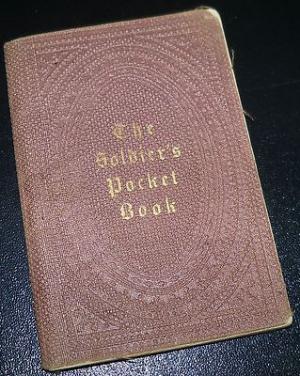 The
Soldier's
Pocket
Book